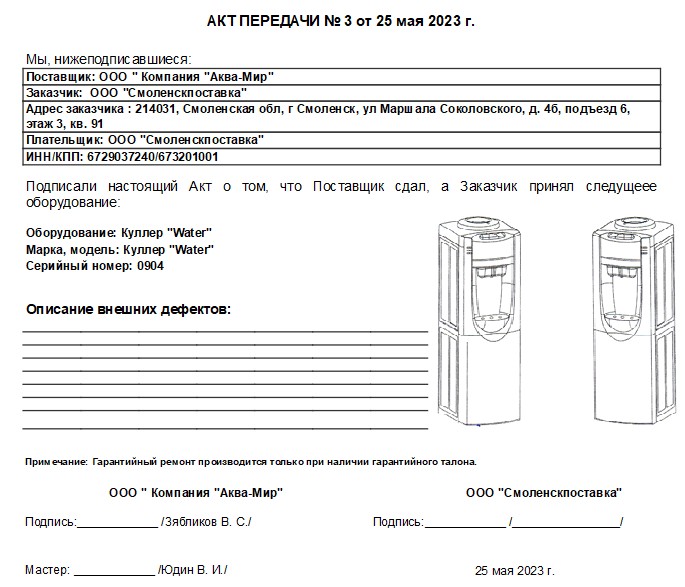 АКТ ПЕРЕДАЧИ № 3 от 25 мая 2023 г.
Мы, нижеподписавшиеся:
Поставщик: ООО " Компания "Аква-Мир"
Заказчик:  ООО "Смоленскпоставка"
Адрес заказчика : 214031, Смоленская обл, г Смоленск, ул Маршала Соколовского, д. 4б, подъезд 6,
этаж 3, кв. 91
Плательщик: ООО "Смоленскпоставка"
ИНН/КПП: 6729037240/673201001
Подписали настоящий Акт о том, что Поставщик сдал, а Заказчик принял следущеее
оборудование:
Оборудование: Куллер "Water"
Марка, модель: Куллер "Water"
Серийный номер: 0904
Описание внешних дефектов:
Примечание: Гарантийный ремонт производится только при наличии гарантийного талона.
ООО " Компания "Аква-Мир"
ООО "Смоленскпоставка"
Подпись:____________ /Зябликов В. С./
Подпись:____________ /________________/
Мастер: ____________ /Юдин В. И./
25 мая 2023 г.